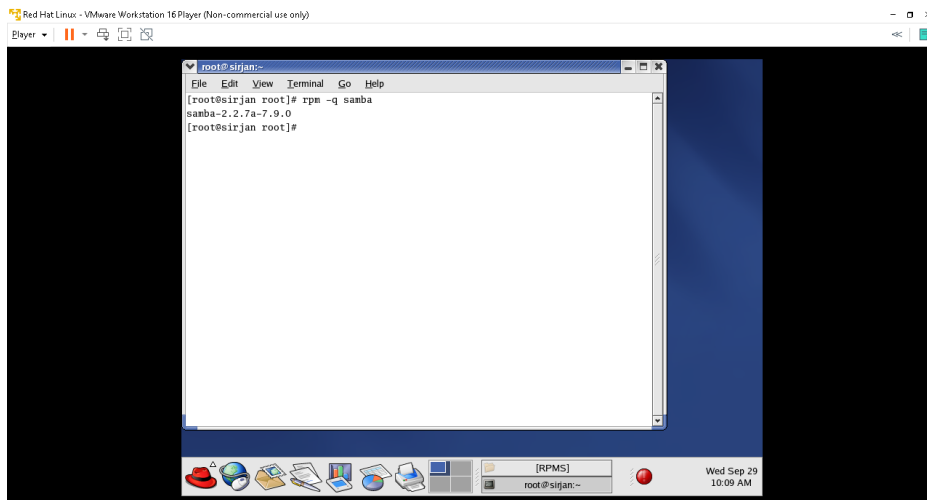 Red Hat Linux - VMware Workstation 16 Player (Non-commercial use only)
Player
root@sirjan:~
File Edit View Terminal Go Help
[root@sirjan root]# rpm -q samba
samba-2.2.7a-7.9.0
[root@sirjan root]#
[RPMS]
root@sirjan:~
Wed Sep 29
10:09 AM